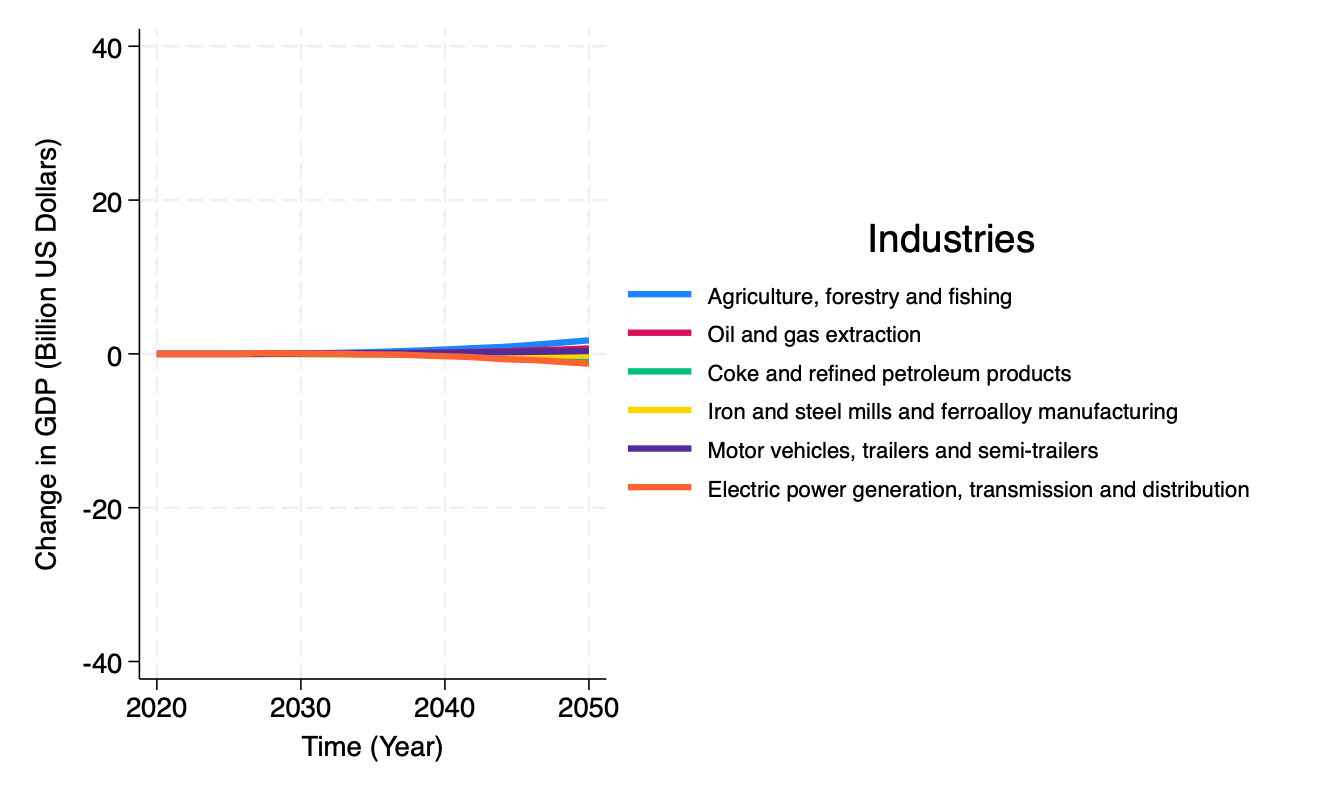 40
20
0
-20
-40
Change in GDP (Billion US Dollars)
2020 2030 2040 2050
Time (Year)
Industries
Agriculture, forestry and fishing
Oil and gas extraction
Coke and refined petroleum products
Iron and steel mills and ferroalloy manufacturing
Motor vehicles, trailers and semi-trailers
Electric power generation, transmission and distribution